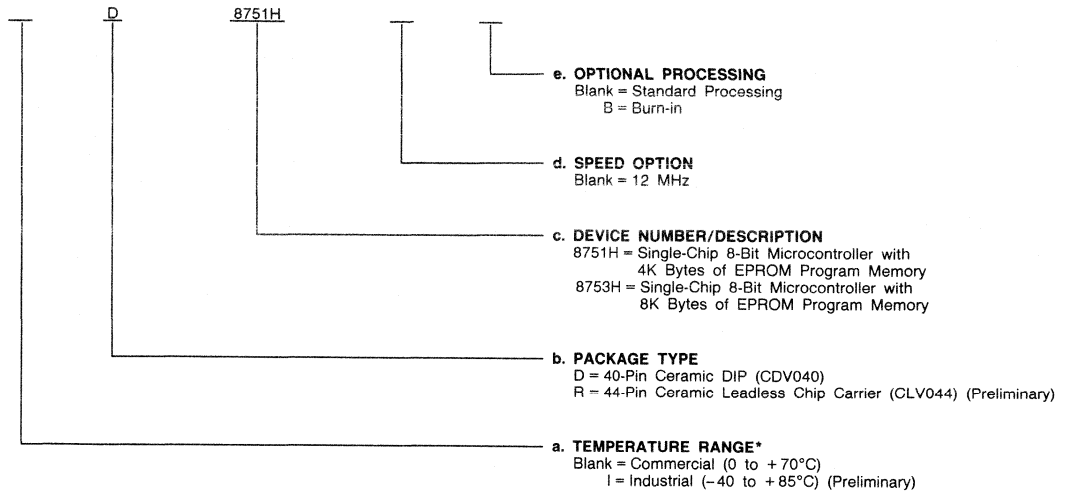 D 8751H
e. OPTIONAL PROCESSING
Blank = Standard Processing
B = Burn-in
d. SPEED OPTION
Blank = 12 MHz
c. DEVICE NUMBER/DESCRIPTION
8751H = Single-Chip 8-Bit Microcontroller with
4K Bytes of EPROM Program Memory
8753H = Single-Chip 8-Bit Microcontroller with
8K Bytes of EPROM Program Memory
b. PACKAGE TYPE
D = 40-Pin Ceramic DIP (CDV040)
R = 44-Pin Ceramic Leadless Chip Carrier (CLV044) (Preliminary)
a. TEMPERATURE RANGE*
Blank = Commercial (0 to +70°C)
I = Industrial (-40 to +85°C) (Preliminary)